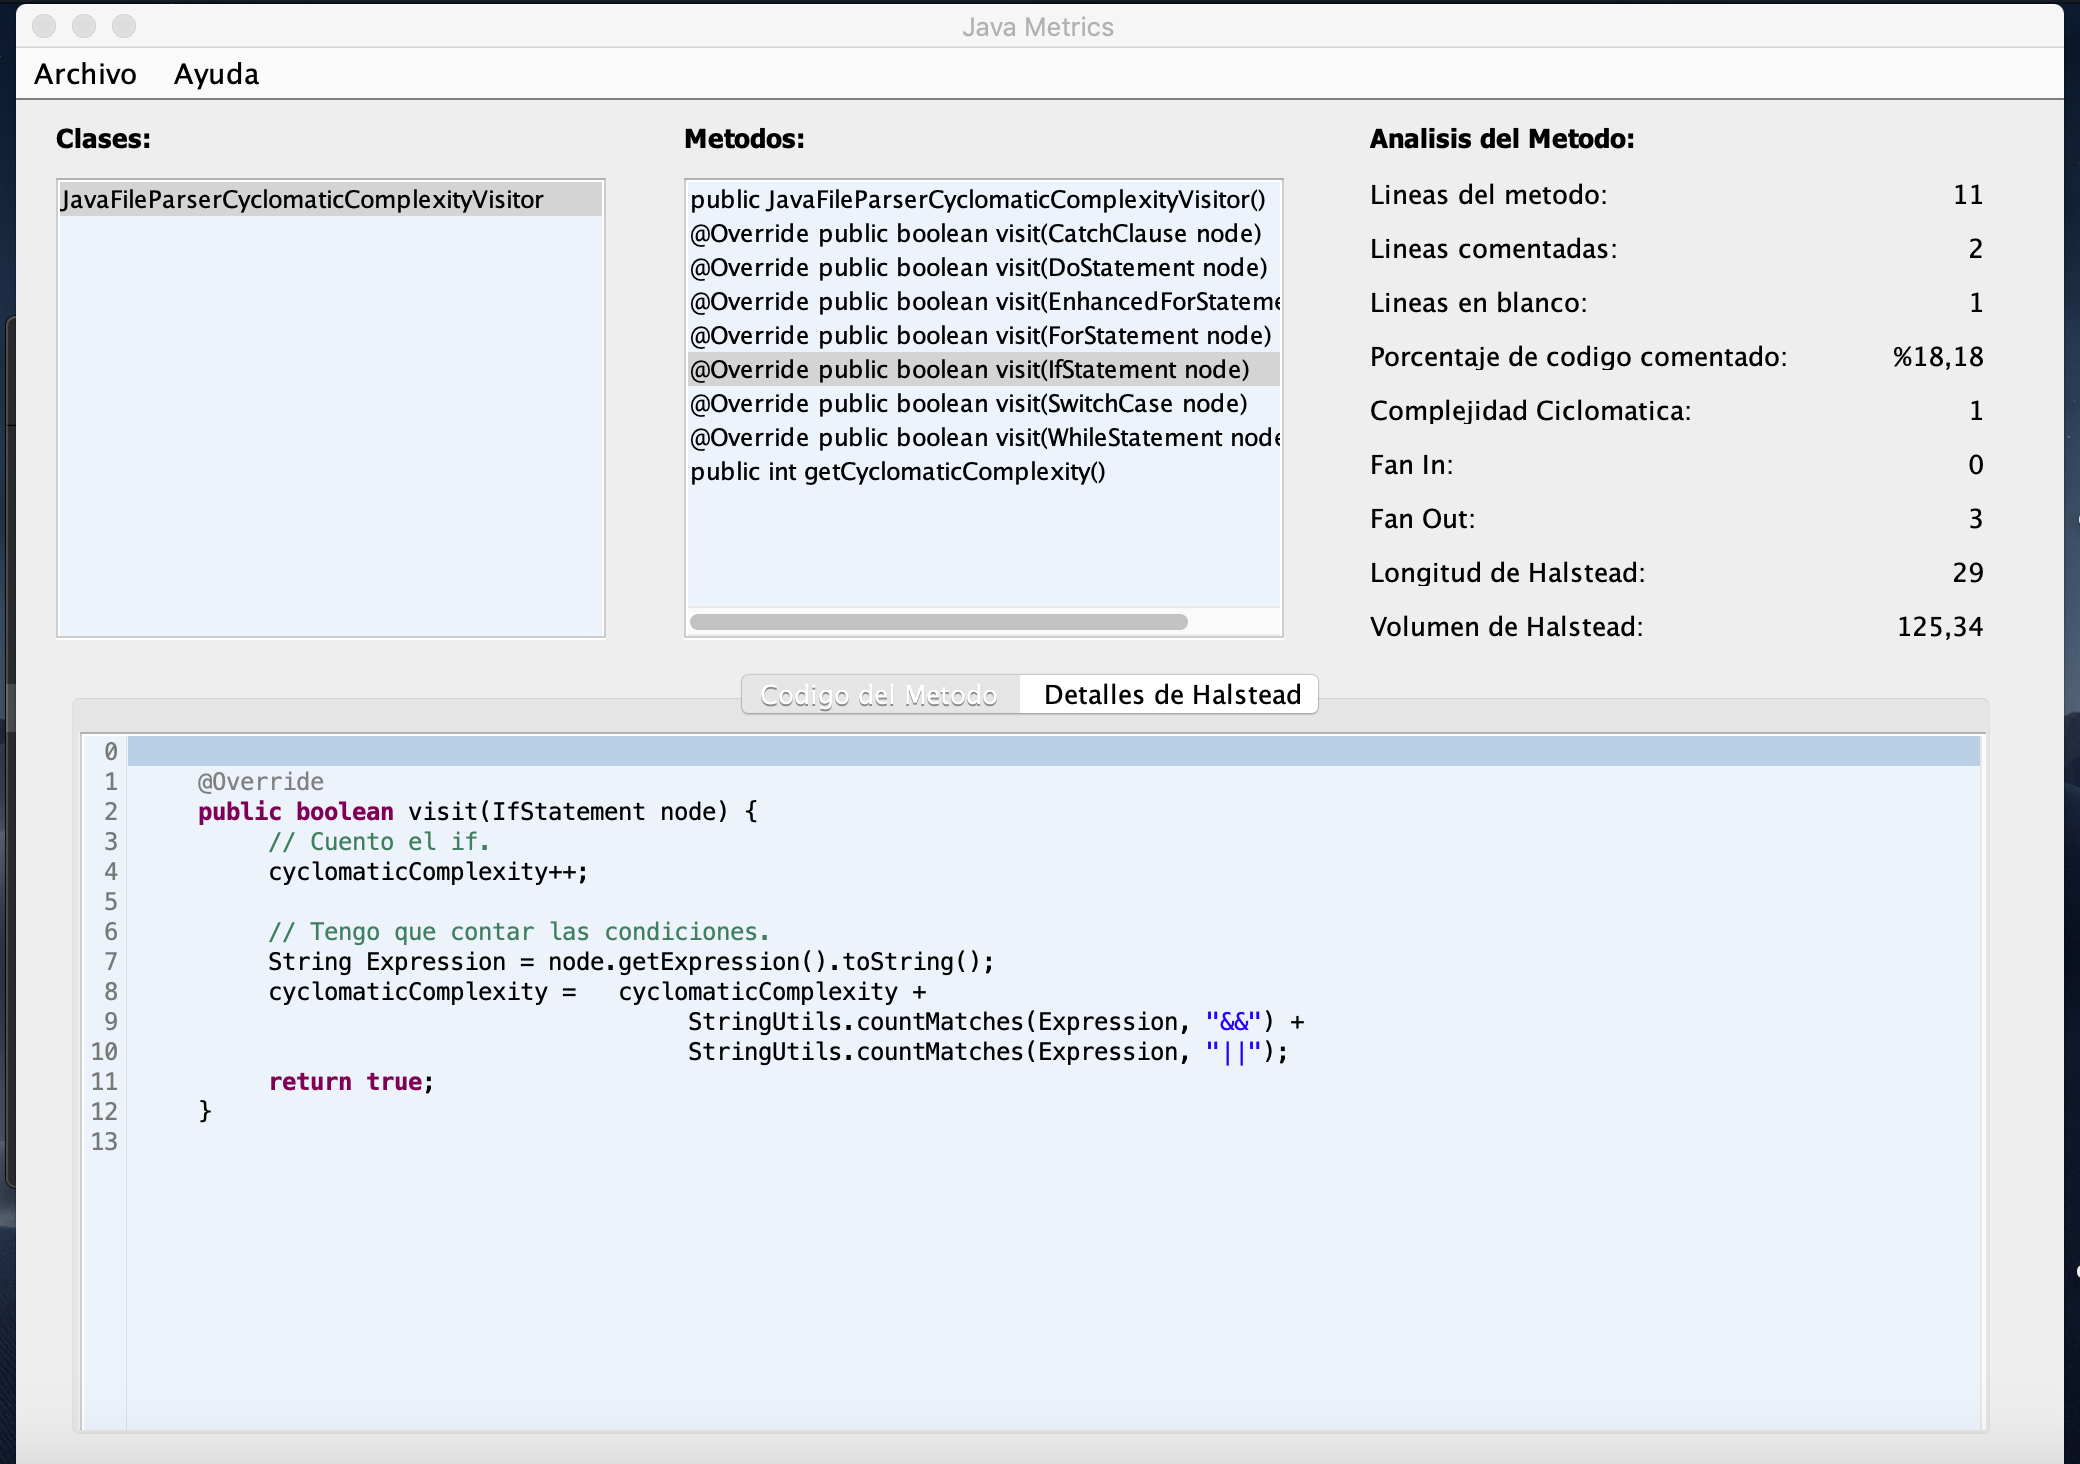 Java Metrics
Archivo Ayuda
Clases:
JavaFileParserCyclomaticComplexityVisitor
Metodos:
public JavaFileParserCyclomaticComplexityVisitor()
@Override public boolean visit(CatchClause node)
@Override public boolean visit(DoStatement node)
@Override public boolean visit(EnhancedForStateme
@Override public boolean visit(ForStatement node)
@Override public boolean visit(IfStatement node)
@Override public boolean visit(SwitchCase node)
@Override public boolean visit(WhileStatement node
public int getCyclomaticComplexity()
Analisis del Metodo:
Lineas del metodo: 11
Lineas comentadas: 2
Lineas en blanco: 1
Porcentaje de codigo comentado: %18,18
Complejidad Ciclomatica: 1
Fan In: 0
Fan Out: 3
Longitud de Halstead: 29
Volumen de Halstead: 125,34
Codigo del Metodo Detalles de Halstead
0
1 @Override
2 public boolean visit(IfStatement node) {
3 // Cuento el if.
4 cyclomaticComplexity++;
5
6 // Tengo que contar las condiciones.
7 String Expression = node.getExpression().toString();
8 cyclomaticComplexity = cyclomaticComplexity +
9 StringUtils.countMatches(Expression, "&&") +
10 StringUtils.countMatches(Expression, "||");
11 return true;
12 }
13